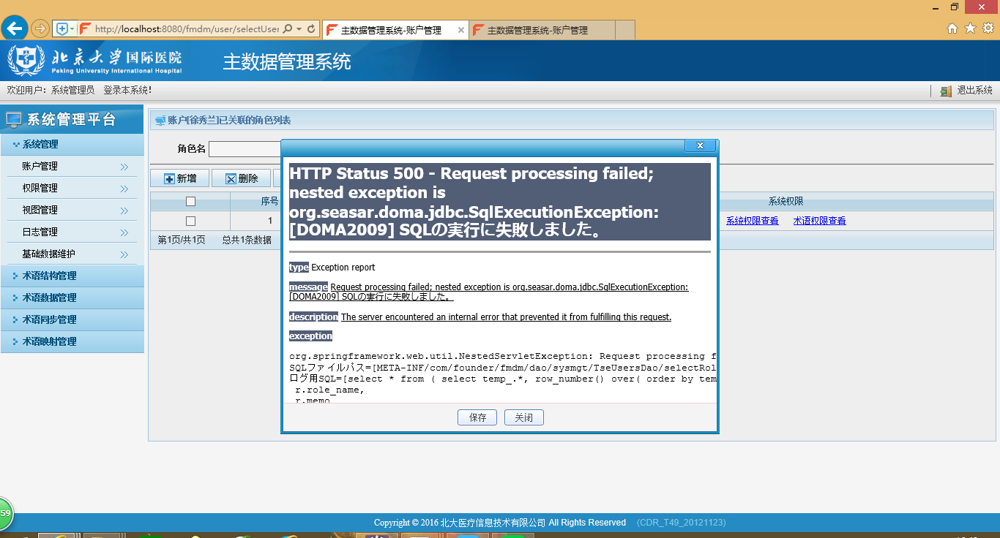 http://localhost:8080/fmdm/user/selectUser
主数据管理系统-账户管理
主数据管理系统-账户管理
北京大学国际医院
Peking University International Hospital
主数据管理系统
欢迎用户：系统管理员 登录本系统!
退出系统
系统管理平台
系统管理
账户管理
权限管理
视图管理
日志管理
基础数据维护
术语结构管理
术语数据管理
术语同步管理
术语映射管理
账户[徐秀兰]已关联的角色列表
角色名
新增 删除
序号 系统权限
1 系统权限查看 术语权限查看
第1页/共1页 总共1条数据
HTTP Status 500 - Request processing failed;
nested exception is
org.seasar.doma.jdbc.SqlExecutionException:
[DOMA2009] SQLの実行に失敗しました。
type Exception report
message Request processing failed; nested exception is org.seasar.doma.jdbc.SqlExecutionException:
[DOMA2009] SQLの実行に失敗しました。
description The server encountered an internal error that prevented it from fulfilling this request.
exception
org.springframework.web.util.NestedServletException: Request processing f
SQLファイルパス=[META-INF/com/founder/fmdm/dao/sysmgt/TseUsersDao/selectRol
ログ用SQL=[select * from ( select temp_.*, row_number() over( order by tem
r.role_name,
r.memo
保存 关闭
59
Copyright © 2016 北大医疗信息技术有限公司 All Rights Reserved (CDR_T49_20121123)